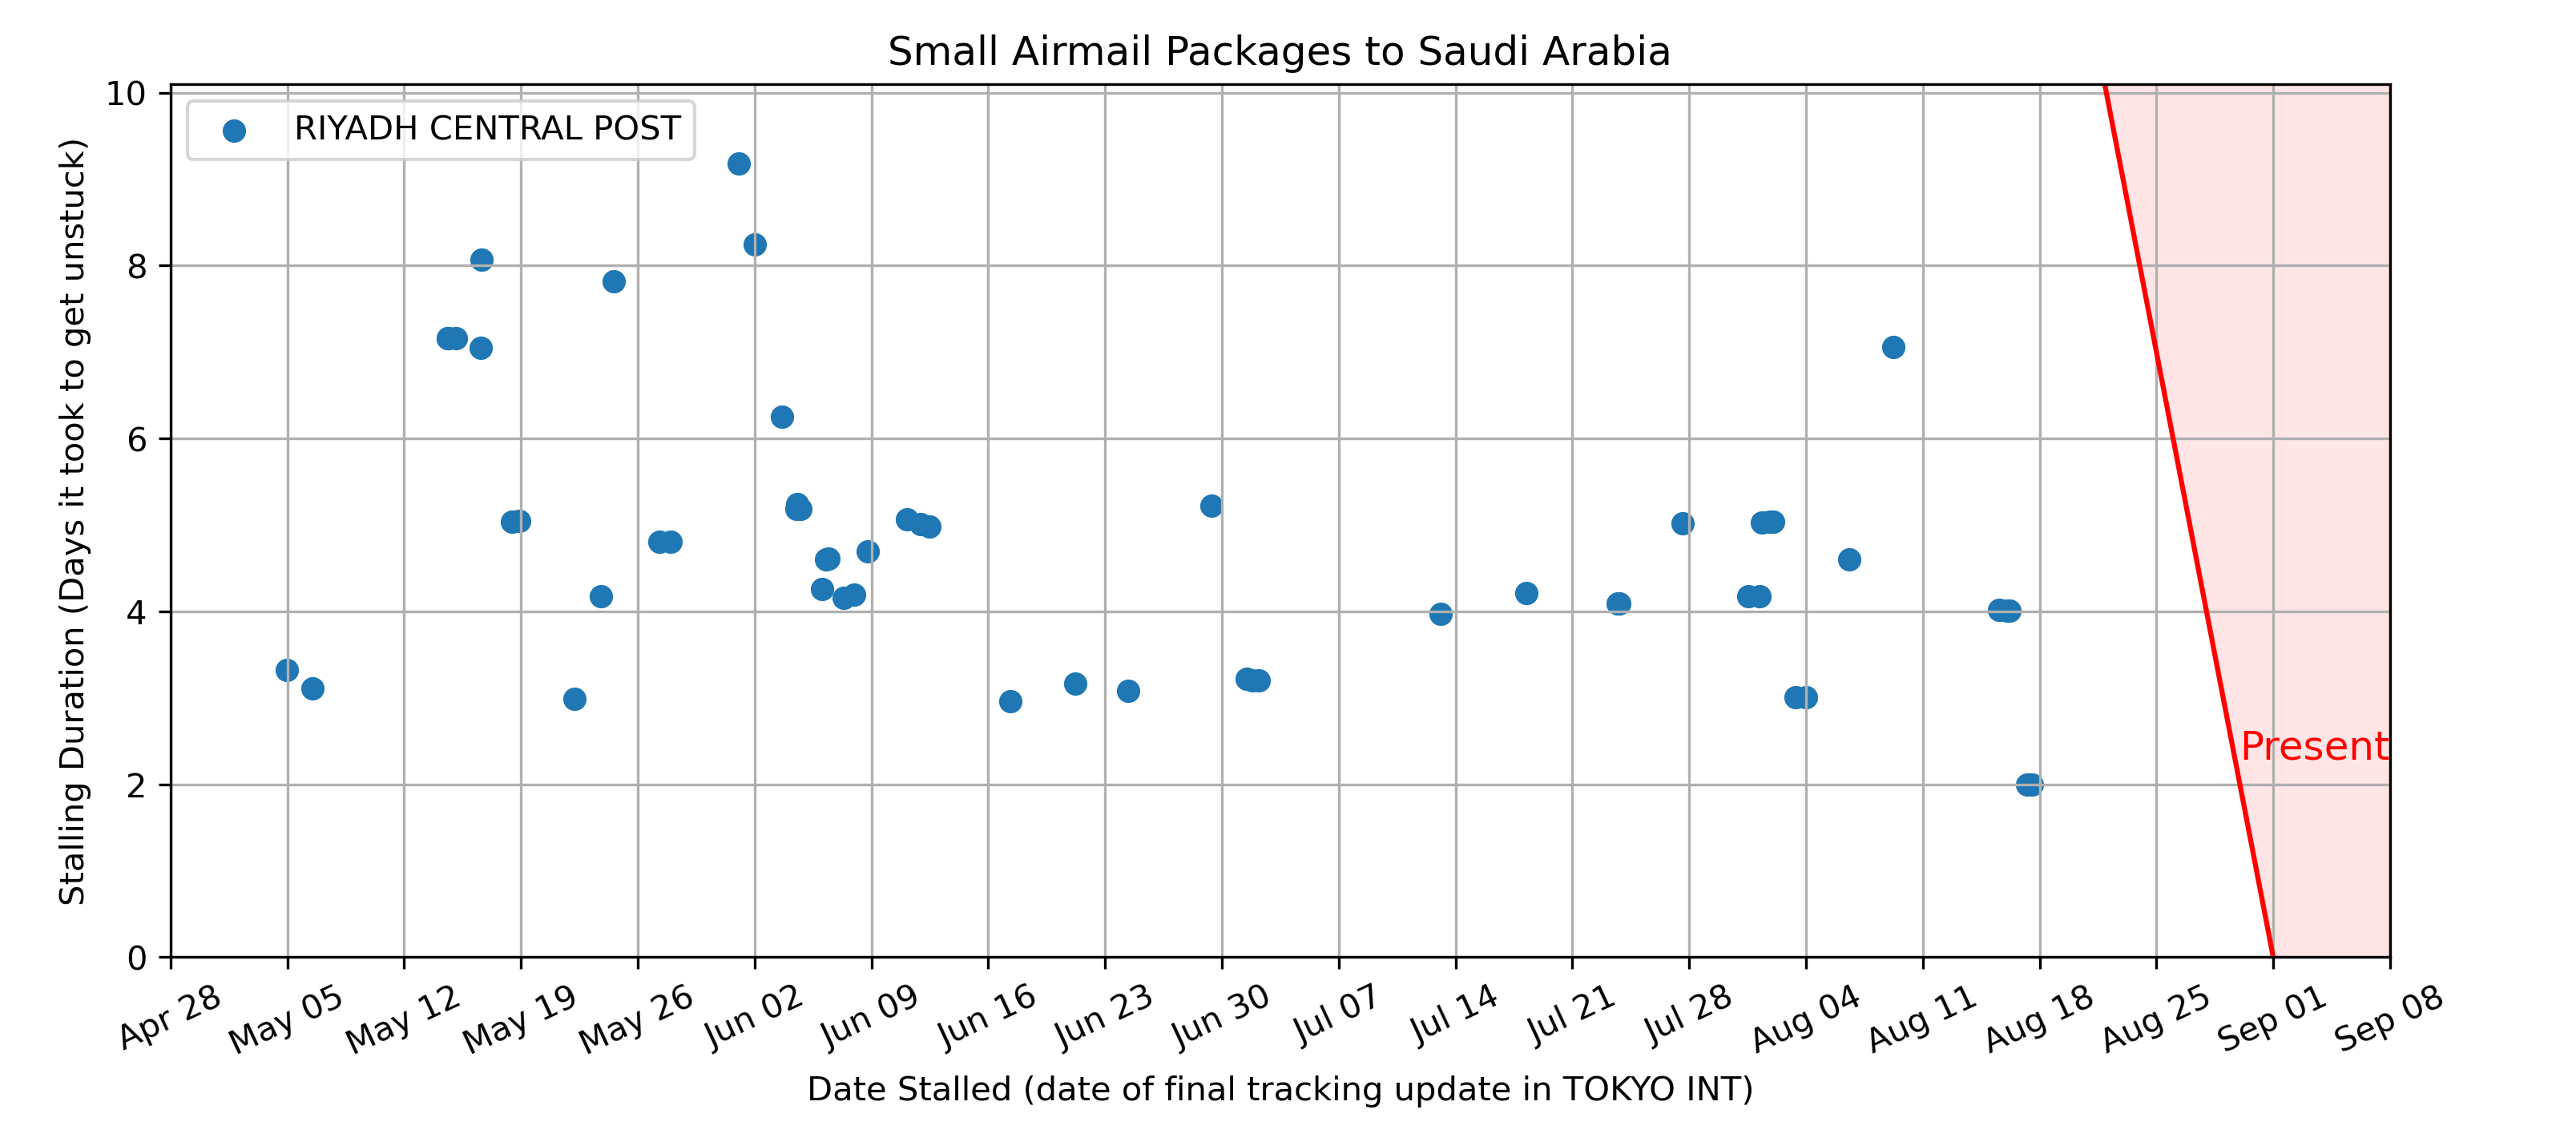 Small Airmail Packages to Saudi Arabia
RIYADH CENTRAL POST
Stalling Duration (Days it took to get unstuck)
10
8
6
4
2
0
Present
Apr 28
May 05
May 12
May 19
May 26
Jun 02
Jun 09
Jun 16
Jun 23
Jun 30
Jul 07
Jul 14
Jul 21
Jul 28
Aug 04
Aug 11
Aug 18
Aug 25
Sep 01
Sep 08
Date Stalled (date of final tracking update in TOKYO INT)